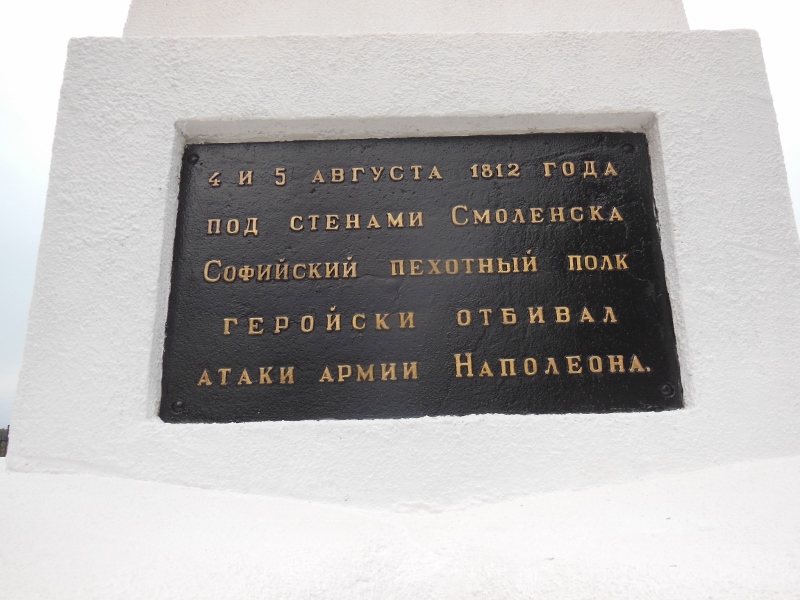 4 и 5 августа 1812 года
под стенами Смоленска
Софийский пехотный полк
геройски отбивал
атаки армии Наполеона.